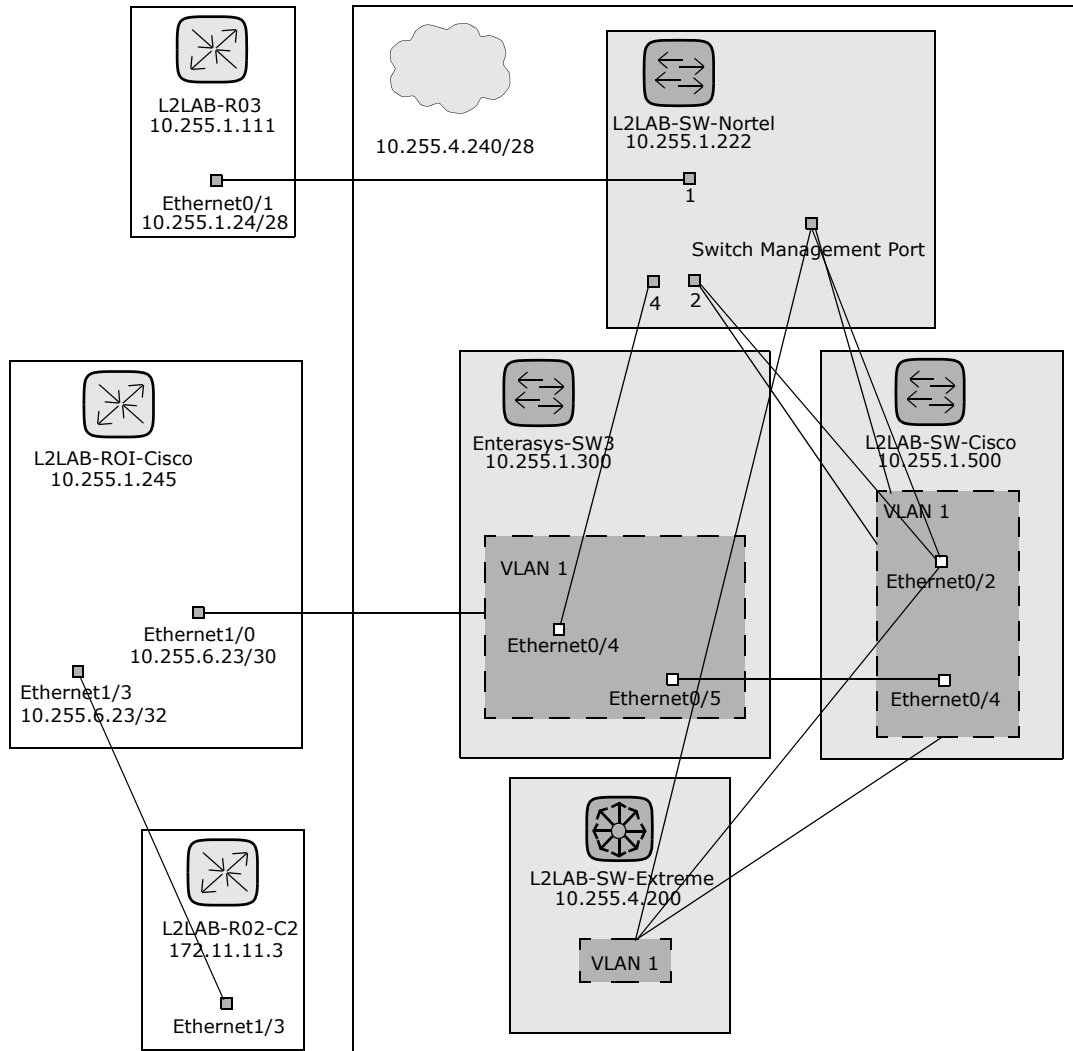 L2LAB-R03
10.255.1.111
Ethernet0/1
10.255.1.24/28
10.255.4.240/28
L2LAB-SW-Nortel
10.255.1.222
1
Switch Management Port
4
2
L2LAB-ROI-Cisco
10.255.1.245
Ethernet1/0
10.255.6.23/30
Ethernet1/3
10.255.6.23/32
Enterasys-SW3
10.255.1.300
VLAN 1
Ethernet0/4
Ethernet0/5
L2LAB-SW-Cisco
10.255.1.500
VLAN 1
Ethernet0/2
Ethernet0/4
L2LAB-R02-C2
172.11.11.3
Ethernet1/3
L2LAB-SW-Extreme
10.255.4.200
VLAN 1